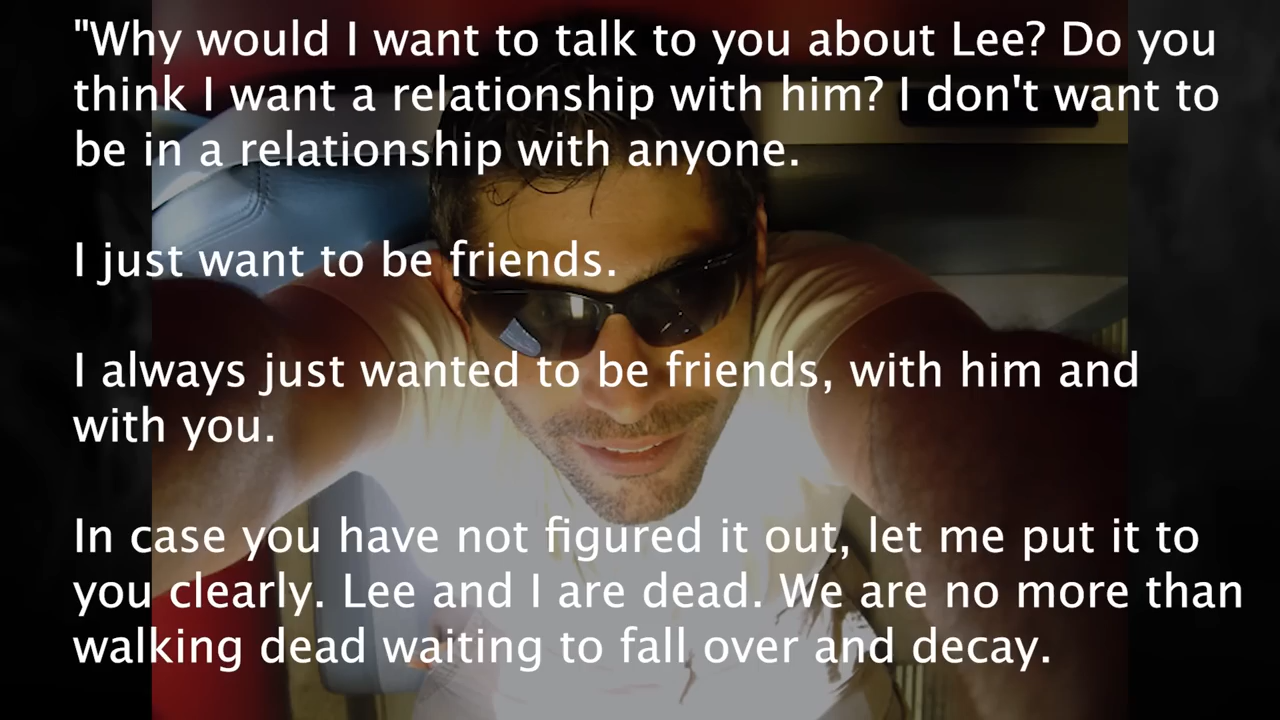 "Why would I want to talk to you about Lee? Do you
think I want a relationship with him? I don't want to
be in a relationship with anyone.
I just want to be friends.
I always just wanted to be friends, with him and
with you.
In case you have not figured it out, let me put it to
you clearly. Lee and I are dead. We are no more than
walking dead waiting to fall over and decay.